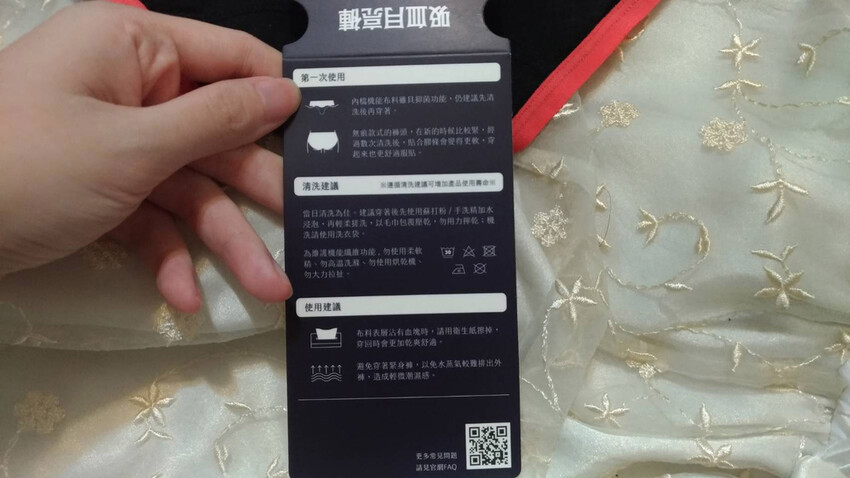 吸血月亮褲
第一次使用
內褲機能布料雖具抑菌功能，仍建議先清
洗後再穿著。
無痕款式的褲頭，在新的時候比較緊，經
過數次清洗後，貼合膠條會變得更軟，穿
起來也更舒適服貼。
清洗建議
※遵循清洗建議可增加產品使用壽命※
當日清洗為佳。建議穿著後先使用蘇打粉/手洗精加水
浸泡，再輕柔搓洗，以毛巾包裹壓乾，勿用力擰乾；機
洗請使用洗衣袋。
為維護機能纖維功能，勿使用柔軟
精、勿高溫洗滌、勿使用烘乾機、
勿大力拉扯。
30
使用建議
布料表層沾有血塊時，請用衛生紙擦掉，
穿回時會更加乾爽舒適。
避免穿著緊身褲，以免水蒸氣較難排出外
褲，造成輕微潮濕感。
更多常見問題
請見官網FAQ